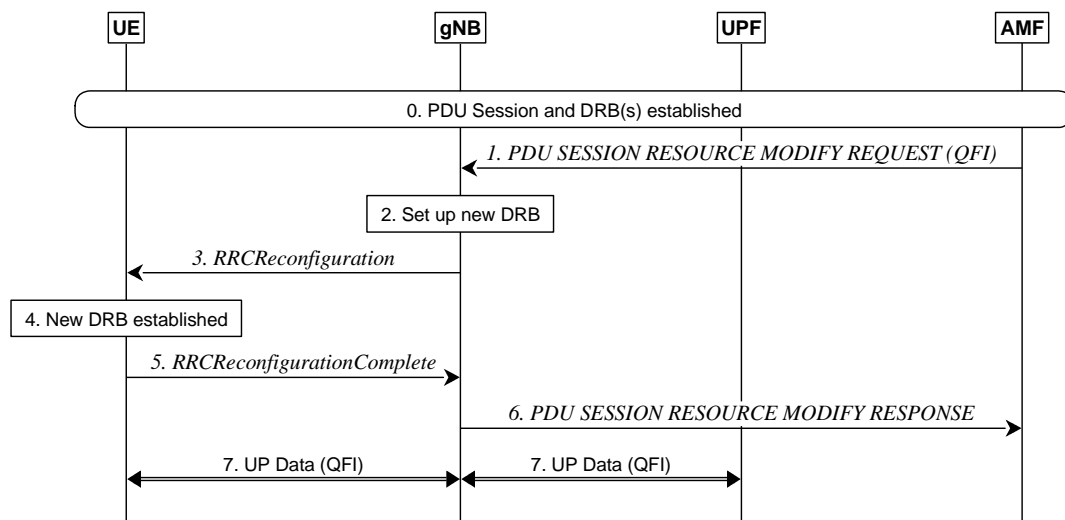 UE gNB UPF AMF
0. PDU Session and DRB(s) established
1. PDU SESSION RESOURCE MODIFY REQUEST (QFI)
2. Set up new DRB
3. RRCReconfiguration
4. New DRB established
5. RRCReconfigurationComplete
6. PDU SESSION RESOURCE MODIFY RESPONSE
7. UP Data (QFI) 7. UP Data (QFI)